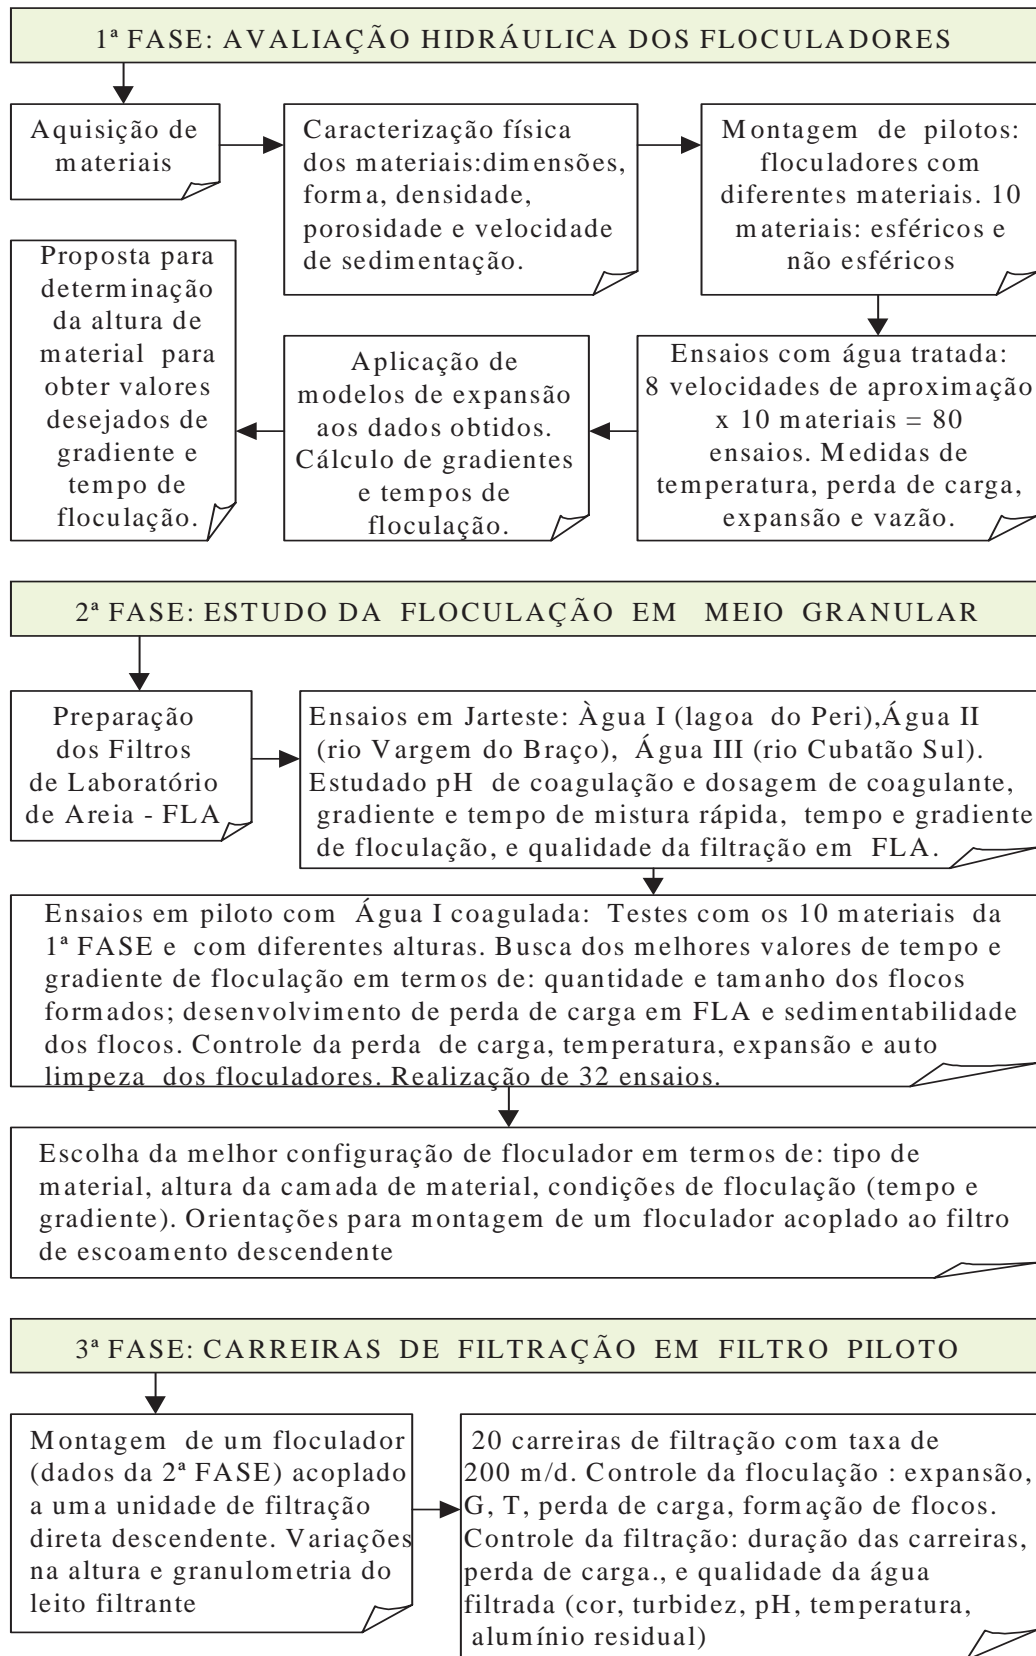 1ª FASE: AVALIAÇÃO HIDRÁULICA DOS FLOCULADORES
Aquisição de
materiais
Caracterização física
dos materiais:dimensões,
forma, densidade,
porosidade e velocidade
de sedimentação.
Montagem de pilotos:
floculadores com
diferentes materiais. 10
materiais: esféricos e
não esféricos
Ensaios com água tratada:
8 velocidades de aproximação
x 10 materiais = 80
ensaios. Medidas de
temperatura, perda de carga,
expansão e vazão.
Aplicação de
modelos de expansão
aos dados obtidos.
Cálculo de gradientes
e tempos de
floculação.
Proposta para
determinação
da altura de
material para
obter valores
desejados de
gradiente e
tempo de
floculação.
2ª FASE: ESTUDO DA FLOCULAÇÃO EM MEIO GRANULAR
Preparação
dos Filtros
de Laboratório
de Areia - FLA
Ensaios em Jarteste: Àgua I (lagoa do Peri),Água II
(rio Vargem do Braço), Água III (rio Cubatão Sul).
Estudado pH de coagulação e dosagem de coagulante,
gradiente e tempo de mistura rápida, tempo e gradiente
de floculação, e qualidade da filtração em FLA.
Ensaios em piloto com Água I coagulada: Testes com os 10 materiais da
1ª FASE e com diferentes alturas. Busca dos melhores valores de tempo e
gradiente de floculação em termos de: quantidade e tamanho dos flocos
formados; desenvolvimento de perda de carga em FLA e sedimentabilidade
dos flocos. Controle da perda de carga, temperatura, expansão e auto
limpeza dos floculadores. Realização de 32 ensaios.
Escolha da melhor configuração de floculador em termos de: tipo de
material, altura da camada de material, condições de floculação (tempo e
gradiente). Orientações para montagem de um floculador acoplado ao filtro
de escoamento descendente
3ª FASE: CARREIRAS DE FILTRAÇÃO EM FILTRO PILOTO
Montagem de um floculador
(dados da 2ª FASE) acoplado
a uma unidade de filtração
direta descendente. Variações
na altura e granulometria do
leito filtrante
20 carreiras de filtração com taxa de
200 m/d. Controle da floculação : expansão,
G, T, perda de carga, formação de flocos.
Controle da filtração: duração das carreiras,
perda de carga., e qualidade da água
filtrada (cor, turbidez, pH, temperatura,
alumínio residual)